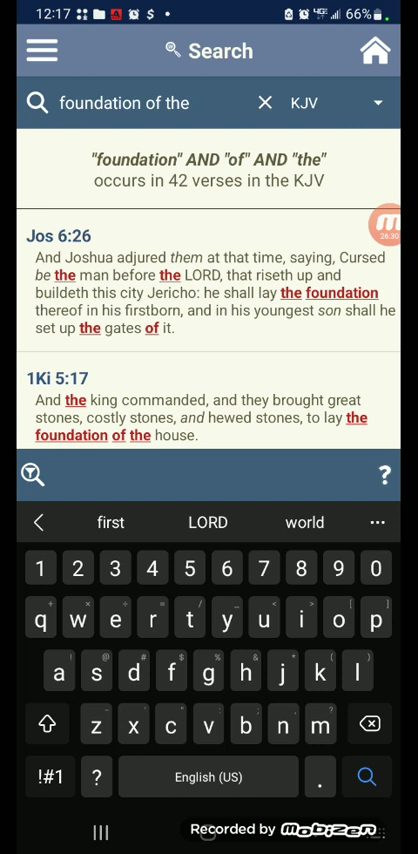 12:17 A $ • 4GE 66%
Search
foundation of the KJV
"foundation" AND "of" AND "the"
occurs in 42 verses in the KJV
26:30
Jos 6:26
And Joshua adjured them at that time, saying, Cursed
be the man before the LORD, that riseth up and
buildeth this city Jericho: he shall lay the foundation
thereof in his firstborn, and in his youngest son shall he
set up the gates of it.
1Ki 5:17
And the king commanded, and they brought great
stones, costly stones, and hewed stones, to lay the
foundation of the house.
?
first LORD world ...
1 2 3 4 5 6 7 8 9 0
q w e r t y u i o p
a s d f g h j k l
z x c v b n m
!#1 ? English (US) .
Recorded by mobizen